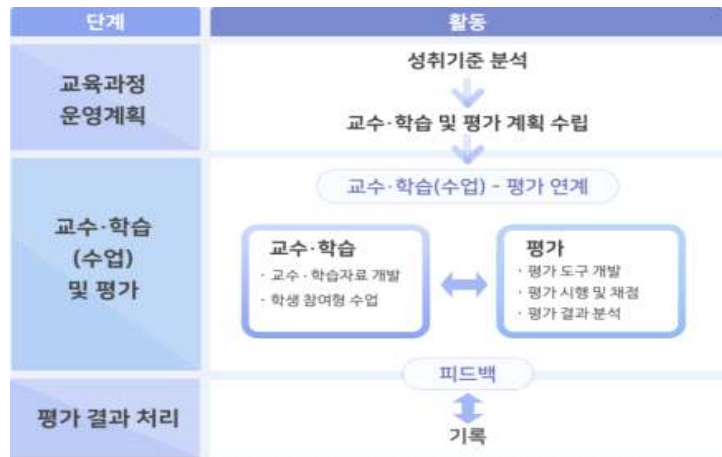 단계
활동
교육과정
운영계획
성취기준 분석
교수·학습 및 평가 계획 수립
교수·학습
(수업)
및 평가
교수·학습(수업) - 평가 연계
교수·학습
· 교수·학습자료 개발
· 학생 참여형 수업
평가
· 평가 도구 개발
· 평가 시행 및 채점
· 평가 결과 분석
피드백
평가 결과 처리
기록